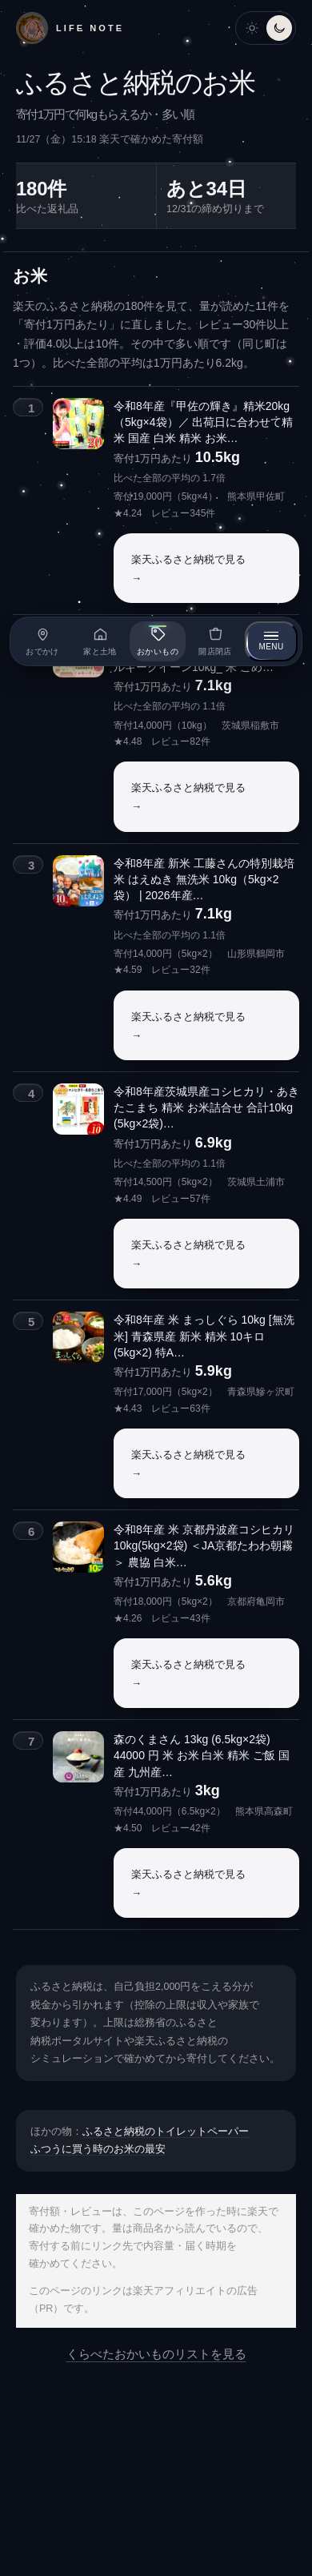 LIFE NOTE
ふるさと納税のお米
寄付1万円で何kgもらえるか・多い順
11/27（金）15:18 楽天で確かめた寄付額
180件
比べた返礼品
あと34日
12/31の締め切りまで
お米
楽天のふるさと納税の180件を見て、量が読めた11件を
「寄付1万円あたり」に直しました。レビュー30件以上
・評価4.0以上は10件。その中で多い順です（同じ町は
1つ）。比べた全部の平均は1万円あたり6.2kg。
1
令和8年産『甲佐の輝き』精米20kg
（5kg×4袋）／ 出荷日に合わせて精
米 国産 白米 精米 お米…
寄付1万円あたり 10.5kg
比べた全部の平均の 1.7倍
寄付19,000円（5kg×4） 熊本県甲佐町
★4.24 レビュー345件
楽天ふるさと納税で見る
→
おでかけ
家と土地
おかいもの
開店閉店
MENU
ルキークイーン10kg_ 米 こめ…
寄付1万円あたり 7.1kg
比べた全部の平均の 1.1倍
寄付14,000円（10kg） 茨城県稲敷市
★4.48 レビュー82件
楽天ふるさと納税で見る
→
3
令和8年産 新米 工藤さんの特別栽培
米 はえぬき 無洗米 10kg（5kg×2
袋） | 2026年産…
寄付1万円あたり 7.1kg
比べた全部の平均の 1.1倍
寄付14,000円（5kg×2） 山形県鶴岡市
★4.59 レビュー32件
楽天ふるさと納税で見る
→
4
令和8年産茨城県産コシヒカリ・あき
たこまち 精米 お米詰合せ 合計10kg
(5kg×2袋)…
寄付1万円あたり 6.9kg
比べた全部の平均の 1.1倍
寄付14,500円（5kg×2） 茨城県土浦市
★4.49 レビュー57件
楽天ふるさと納税で見る
→
5
令和8年産 米 まっしぐら 10kg [無洗
米] 青森県産 新米 精米 10キロ
(5kg×2) 特A…
寄付1万円あたり 5.9kg
寄付17,000円（5kg×2） 青森県鰺ヶ沢町
★4.43 レビュー63件
楽天ふるさと納税で見る
→
6
令和8年産 米 京都丹波産コシヒカリ
10kg(5kg×2袋) ＜JA京都たわわ朝霧
＞ 農協 白米…
寄付1万円あたり 5.6kg
寄付18,000円（5kg×2） 京都府亀岡市
★4.26 レビュー43件
楽天ふるさと納税で見る
→
7
森のくまさん 13kg (6.5kg×2袋)
44000 円 米 お米 白米 精米 ご飯 国
産 九州産…
寄付1万円あたり 3kg
寄付44,000円（6.5kg×2） 熊本県高森町
★4.50 レビュー42件
楽天ふるさと納税で見る
→
ふるさと納税は、自己負担2,000円をこえる分が
税金から引かれます（控除の上限は収入や家族で
変わります）。上限は総務省のふるさと
納税ポータルサイトや楽天ふるさと納税の
シミュレーションで確かめてから寄付してください。
ほかの物：ふるさと納税のトイレットペーパー
ふつうに買う時のお米の最安
寄付額・レビューは、このページを作った時に楽天で
確かめた物です。量は商品名から読んでいるので、
寄付する前にリンク先で内容量・届く時期を
確かめてください。
このページのリンクは楽天アフィリエイトの広告
（PR）です。
くらべたおかいものリストを見る